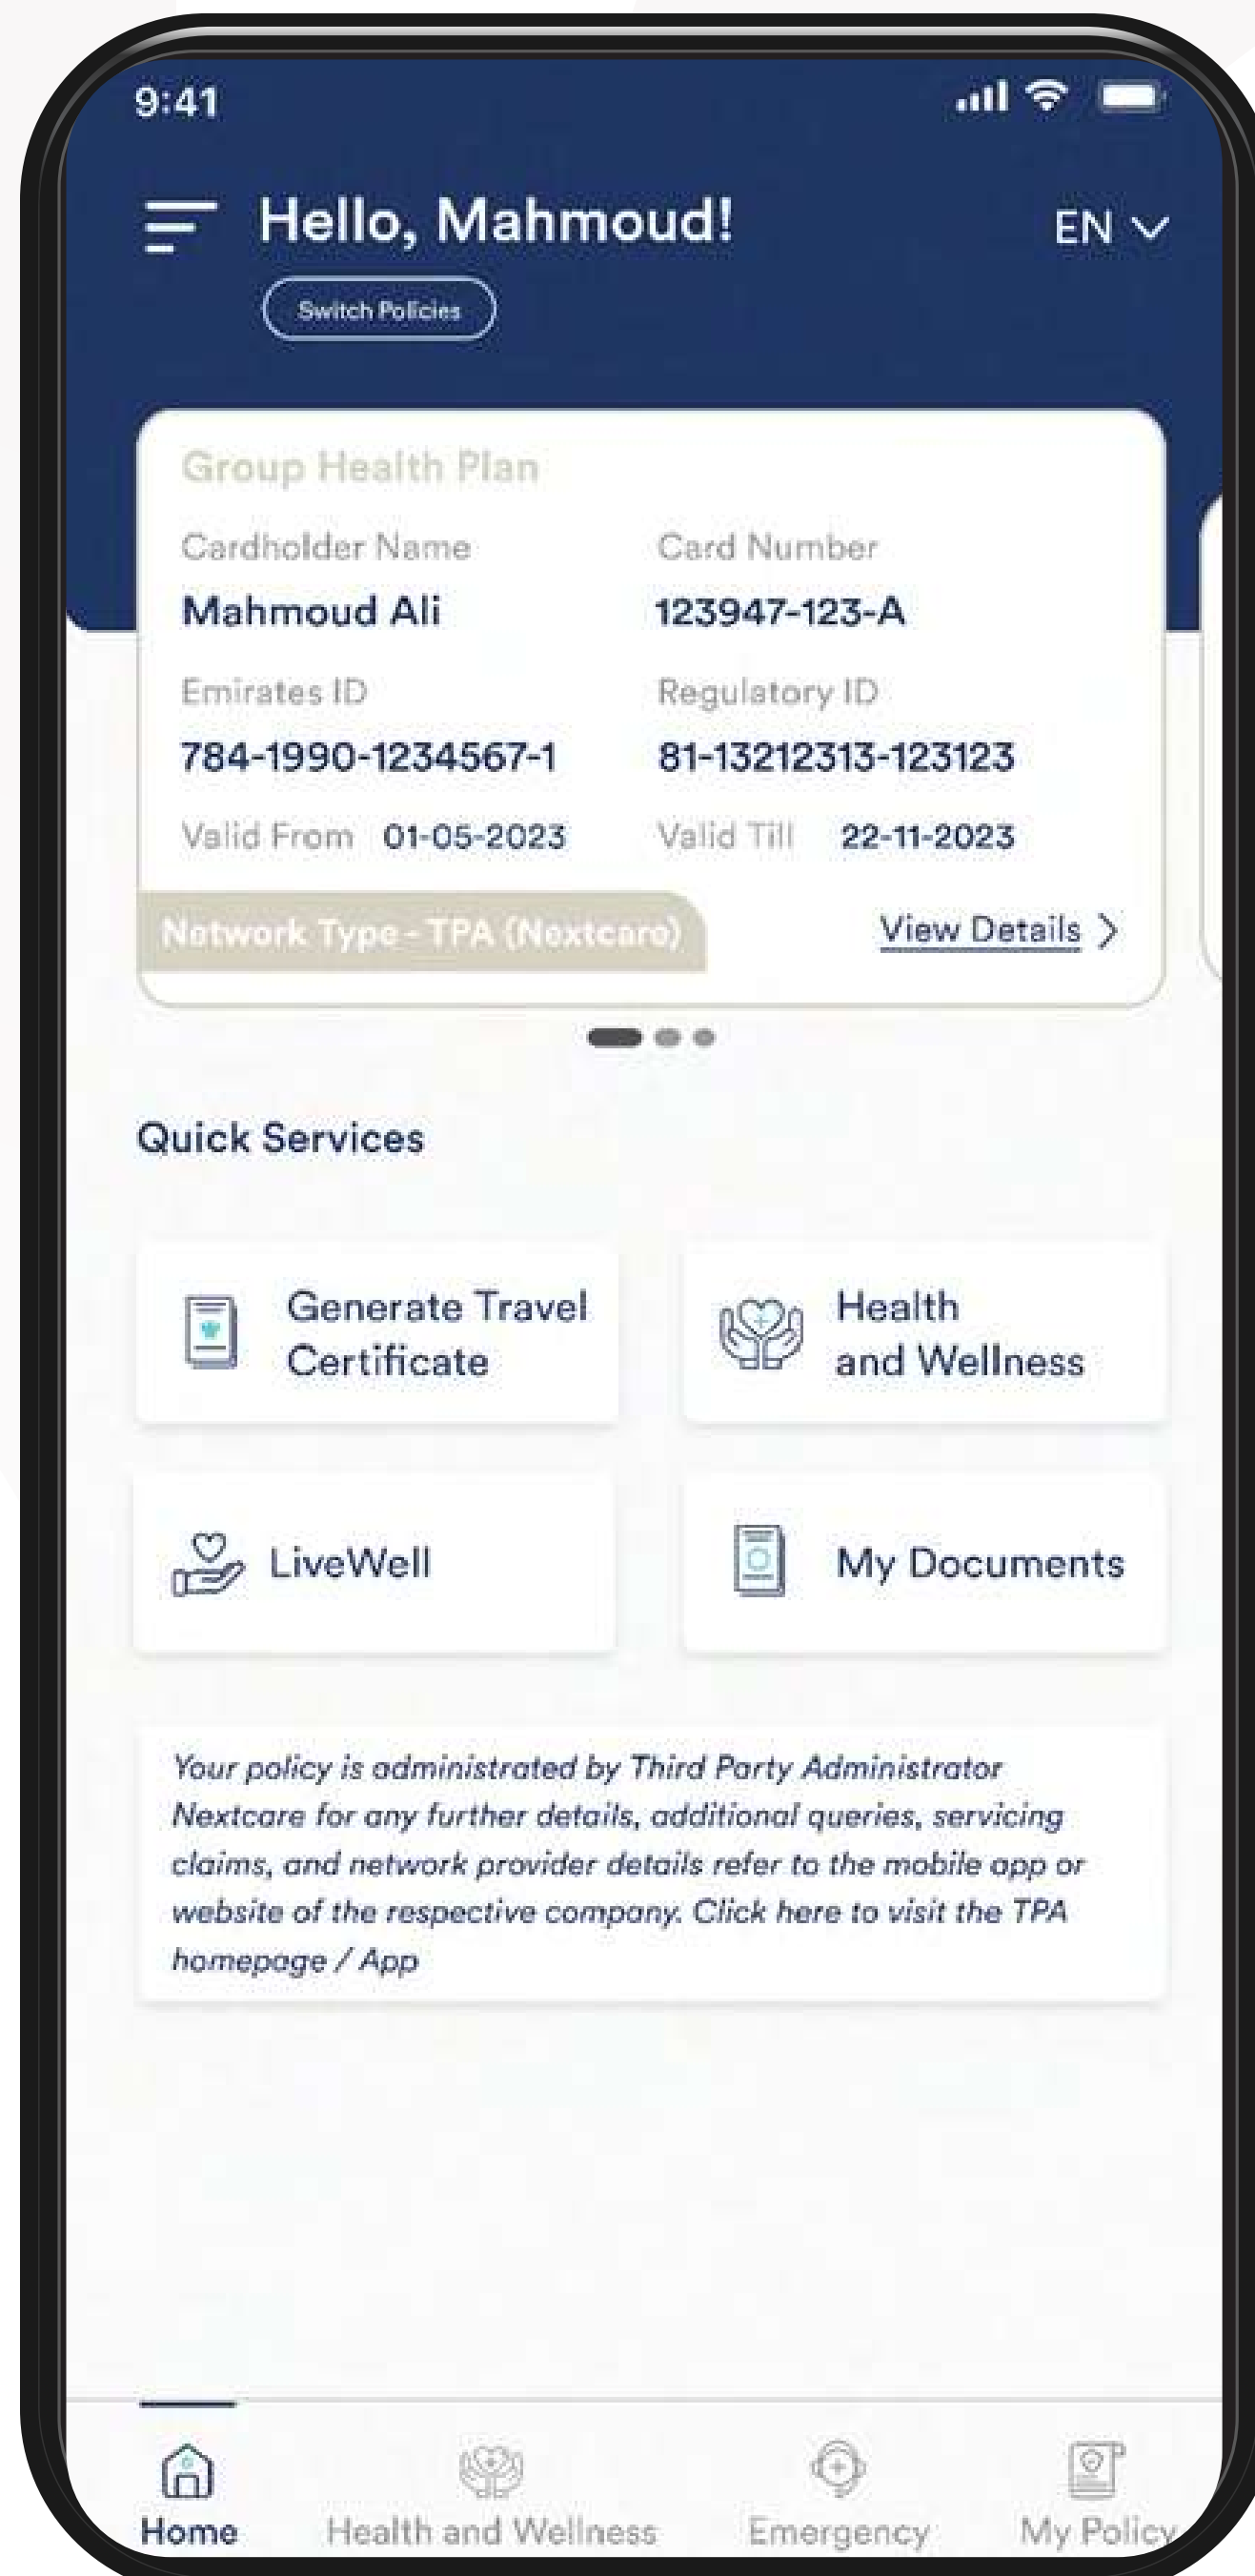 9:41
Hello, Mahmoud!
EN
Switch Policies
Group Health Plan
Cardholder Name
Card Number
Mahmoud Ali
123947-123-A
Emirates ID
Regulatory ID
784-1990-1234567-1
81-13212313-123123
Valid From 01-05-2023
Valid Till 22-11-2023
Network Type - TPA (Nextcare)
View Details
Quick Services
Generate Travel
Certificate
Health
and Wellness
LiveWell
My Documents
Your policy is administrated by Third Party Administrator
Nextcare for any further details, additional queries, servicing
claims, and network provider details refer to the mobile app or
website of the respective company. Click here to visit the TPA
homepage / App
Home
Health and Wellness
Emergency
My Policy